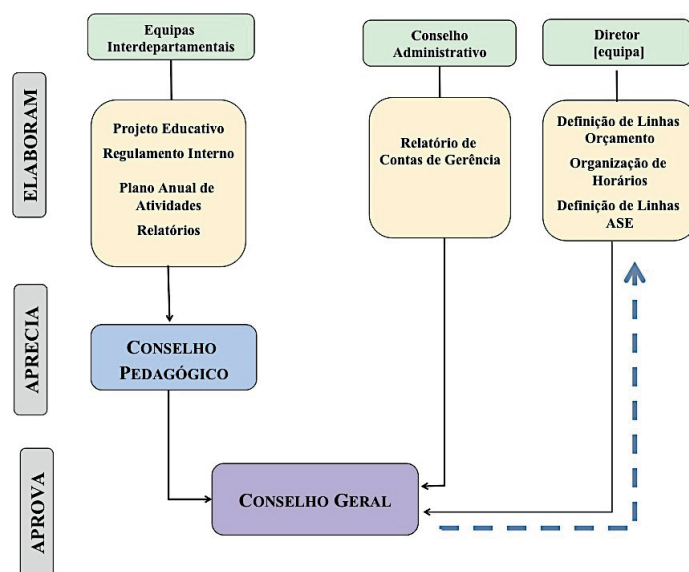 Equipas
Interdepartamentais
Conselho
Administrativo
Diretor
[equipa]
ELABORAM
Projeto Educativo
Regulamento Interno
Plano Anual de
Atividades
Relatórios
Relatório de
Contas de Gerência
Definição de Linhas
Orçamento
Organização de
Horários
Definição de Linhas
ASE
APRECIA
CONSELHO
PEDAGÓGICO
APROVA
CONSELHO GERAL